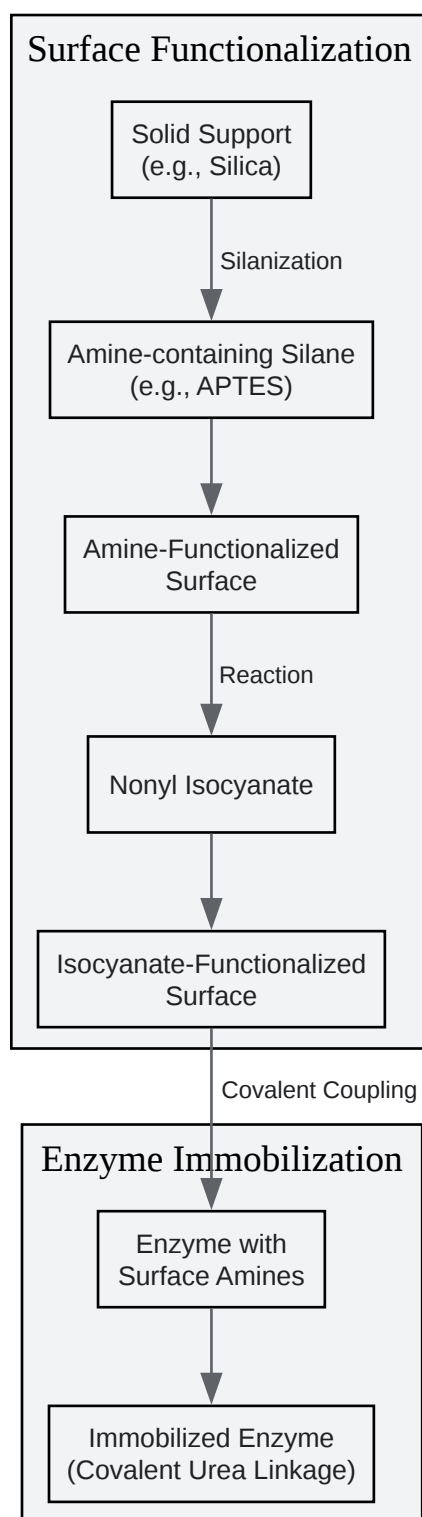 Surface Functionalization
Solid Support
(e.g., Silica)
Silanization
Amine-containing Silane
(e.g., APTES)
Amine-Functionalized
Surface
Reaction
Nonyl Isocyanate
Isocyanate-Functionalized
Surface
Covalent Coupling
Enzyme Immobilization
Enzyme with
Surface Amines
Immobilized Enzyme
(Covalent Urea Linkage)